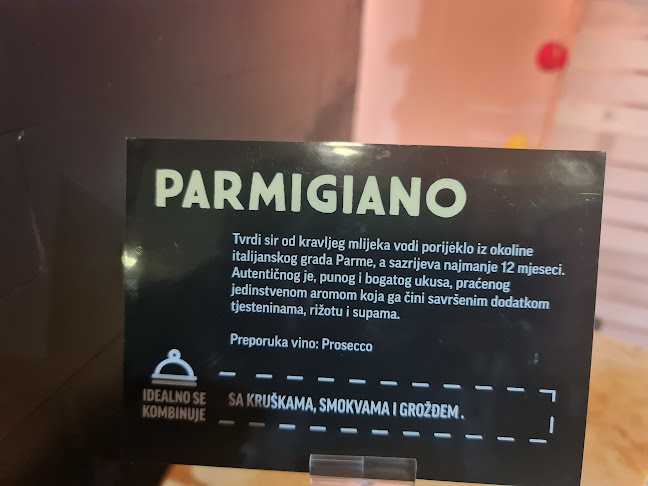 PARMIGIANO
Tvrdi sir od kravljeg mlijeka vodi porijeklo iz okoline
italijanskog grada Parme, a sazrijeva najmanje 12 mjeseci.
Autentičnog je, punog i bogatog ukusa, praćenog
jedinstvenom aromom koja ga čini savršenim dodatkom
tjesteninama, rižotu i supama.
Preporuka vino: Prosecco
IDEALNO SE
KOMBINUJE
SA KRUŠKAMA, SMOKVAMA I GROŽĐEM.